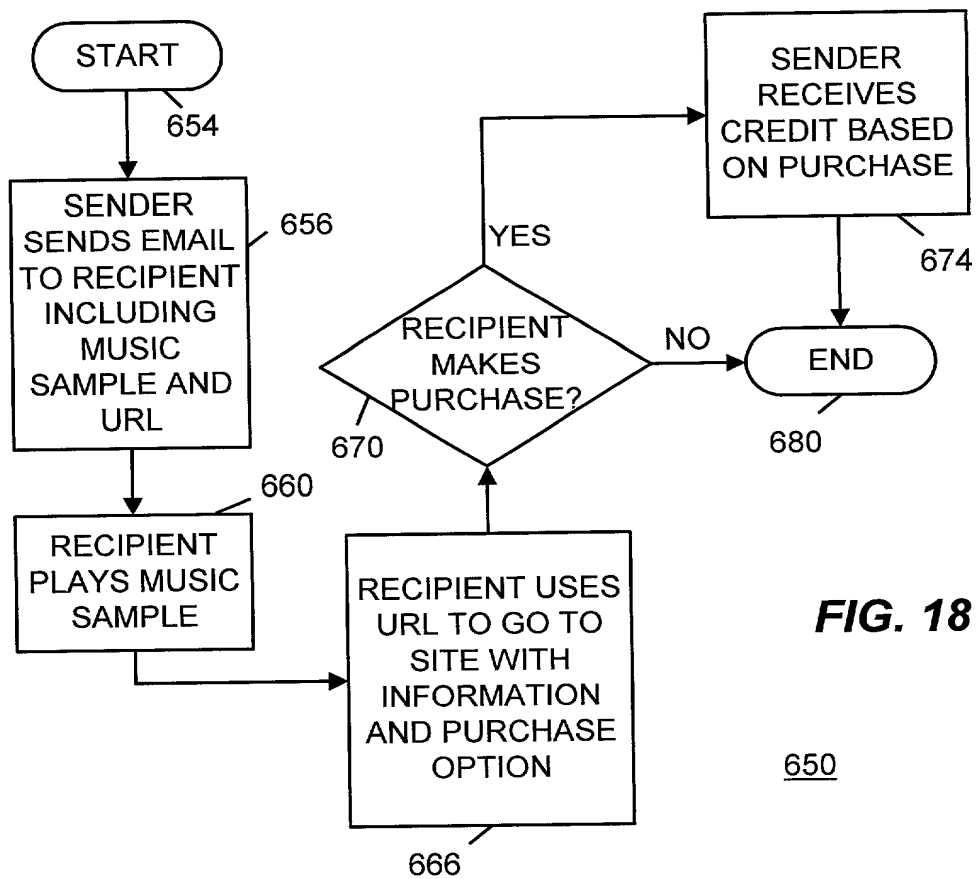 START
654
SENDER
SENDS EMAIL
TO RECIPIENT
INCLUDING
MUSIC
SAMPLE AND
URL
656
660
RECIPIENT
PLAYS MUSIC
SAMPLE
RECIPIENT USES
URL TO GO TO
SITE WITH
INFORMATION
AND PURCHASE
OPTION
666
RECIPIENT
MAKES
PURCHASE?
670
YES
NO
SENDER
RECEIVES
CREDIT BASED
ON PURCHASE
674
END
680
FIG. 18
650